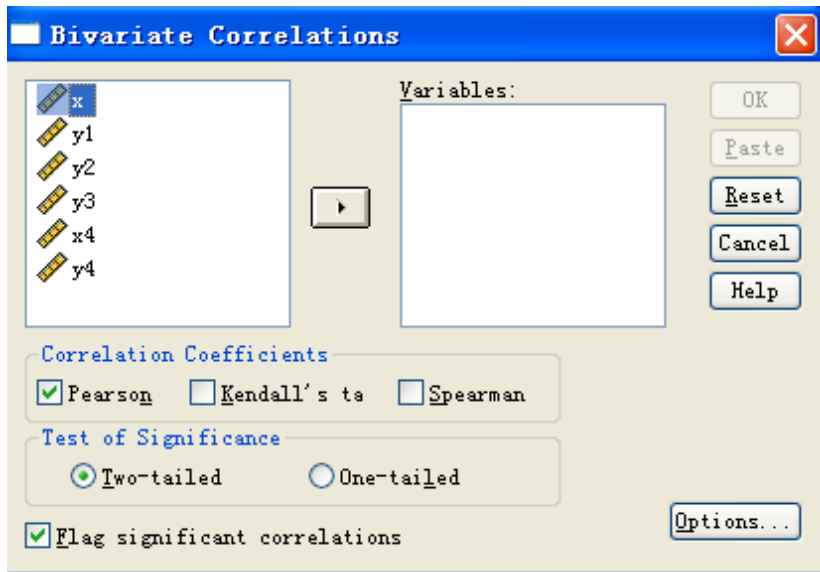 Bivariate Correlations
x
y1
y2
y3
x4
y4
Variables:
OK
Paste
Reset
Cancel
Help
Correlation Coefficients
Pearson Kendall's ta Spearman
Test of Significance
Two-tailed One-tailed
Flag significant correlations
Options...